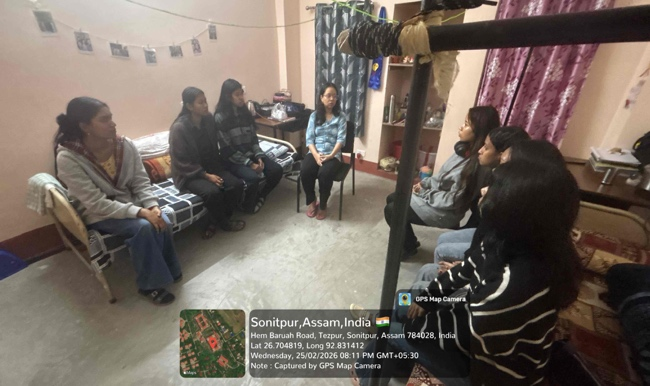 GPS Map Camera
Sonitpur,Assam,India 🇮🇳
Hem Baruah Road, Tezpur, Sonitpur, Assam 784028, India
Lat 26.704819, Long 92.831412
Wednesday, 25/02/2026 08:11 PM GMT+05:30
Note : Captured by GPS Map Camera